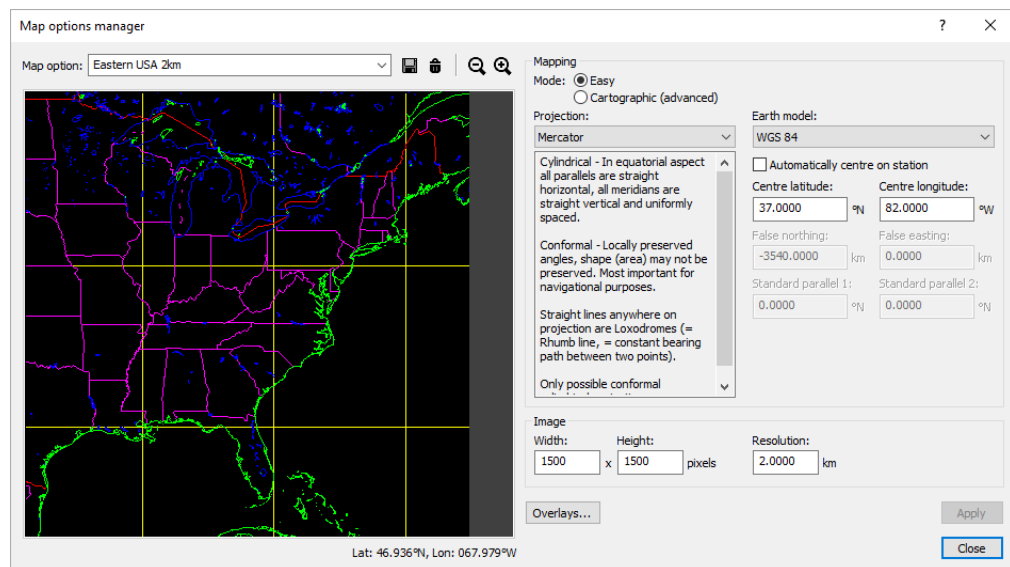 Map options manager
?
Map option: Eastern USA 2km
Mapping
Mode: Easy
Cartographic (advanced)
Projection:
Mercator
Cylindrical - In equatorial aspect
all parallels are straight
horizontal, all meridians are
straight vertical and uniformly
spaced.
Conformal - Locally preserved
angles, shape (area) may not be
preserved. Most important for
navigational purposes.
Straight lines anywhere on
projection are Loxodromes (=
Rhumb line, = constant bearing
path between two points).
Only possible conformal
Earth model:
WGS 84
Automatically centre on station
Centre latitude: Centre longitude:
37.0000 ºN 82.0000 ºW
False northing: False easting:
-3540.0000 km 0.0000 km
Standard parallel 1: Standard parallel 2:
0.0000 ºN 0.0000 ºN
Image
Width: Height: Resolution:
1500 x 1500 pixels 2.0000 km
Overlays... Apply
Lat: 46.936ºN, Lon: 067.979ºW
Close